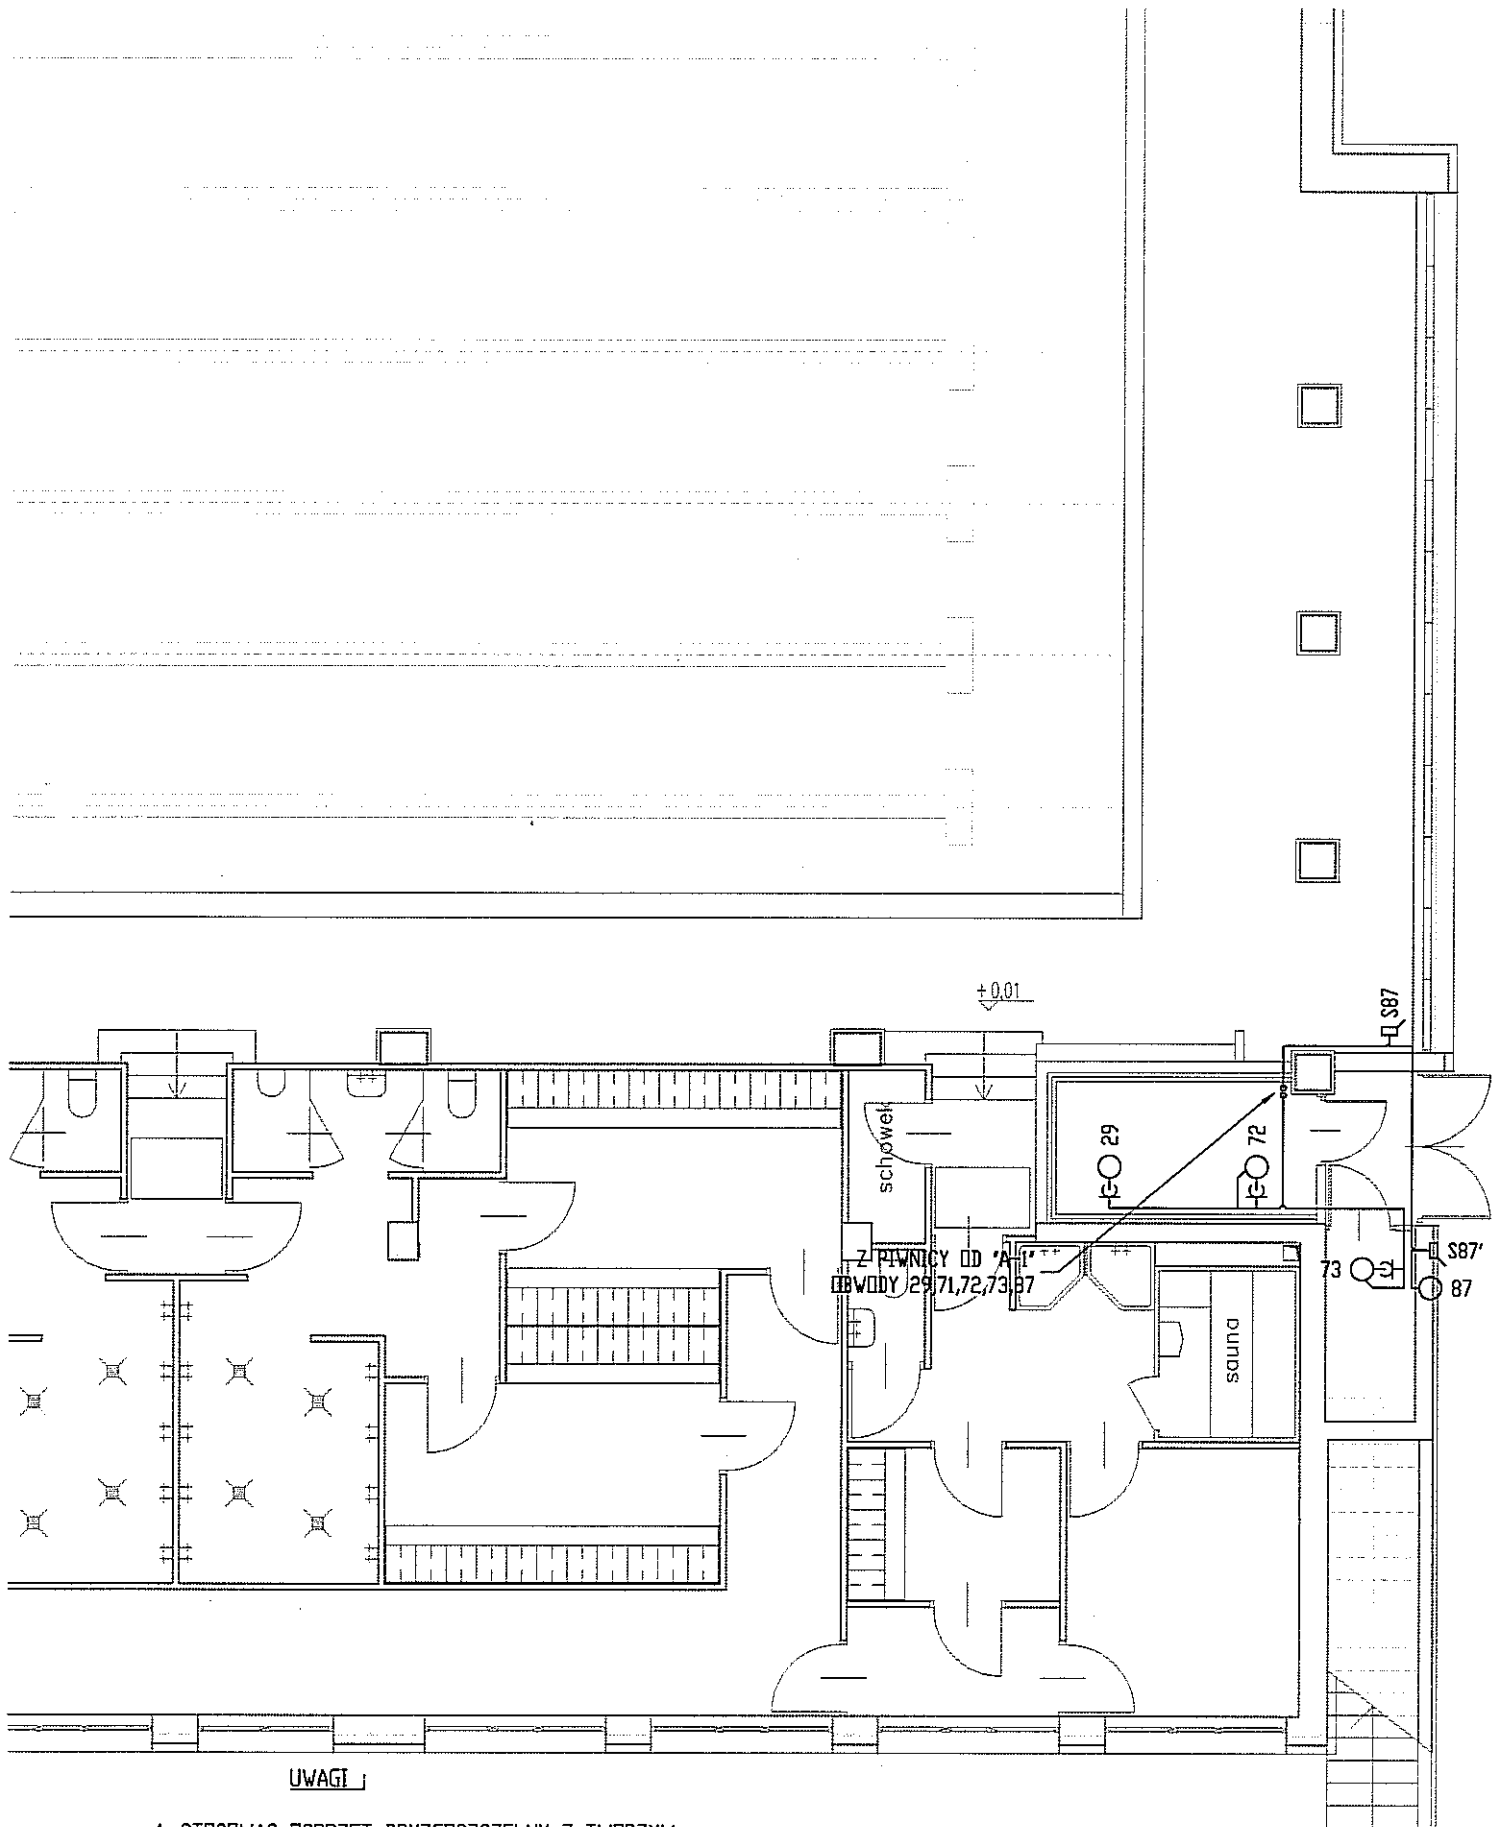 +0,01
S87
29
72
schowek
Z PIWNICY OD "A-1"
OBWODY 29,71,72,73,87
S87'
73
87
sauna
UWAGI